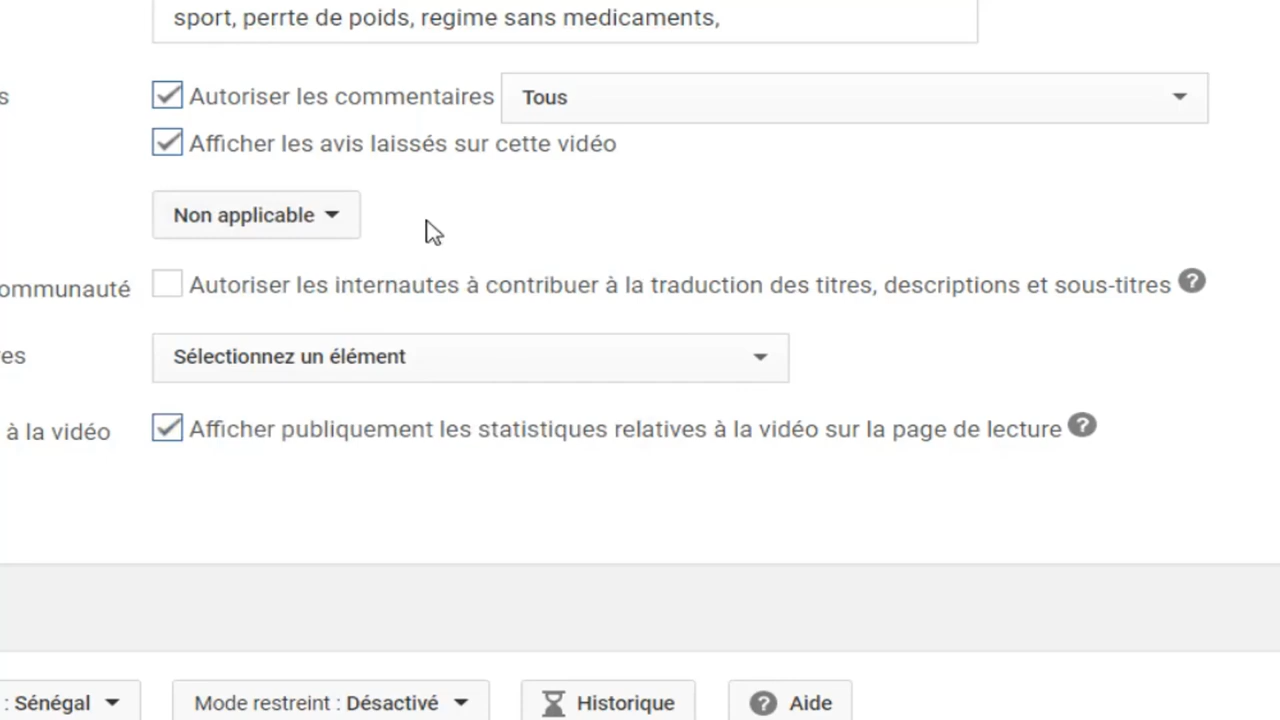 sport, perrte de poids, regime sans medicaments,
s Autoriser les commentaires Tous
Afficher les avis laissés sur cette vidéo
Non applicable
ommunauté Autoriser les internautes à contribuer à la traduction des titres, descriptions et sous-titres ?
es Sélectionnez un élément
à la vidéo Afficher publiquement les statistiques relatives à la vidéo sur la page de lecture ?
: Sénégal Mode restreint : Désactivé Historique ? Aide